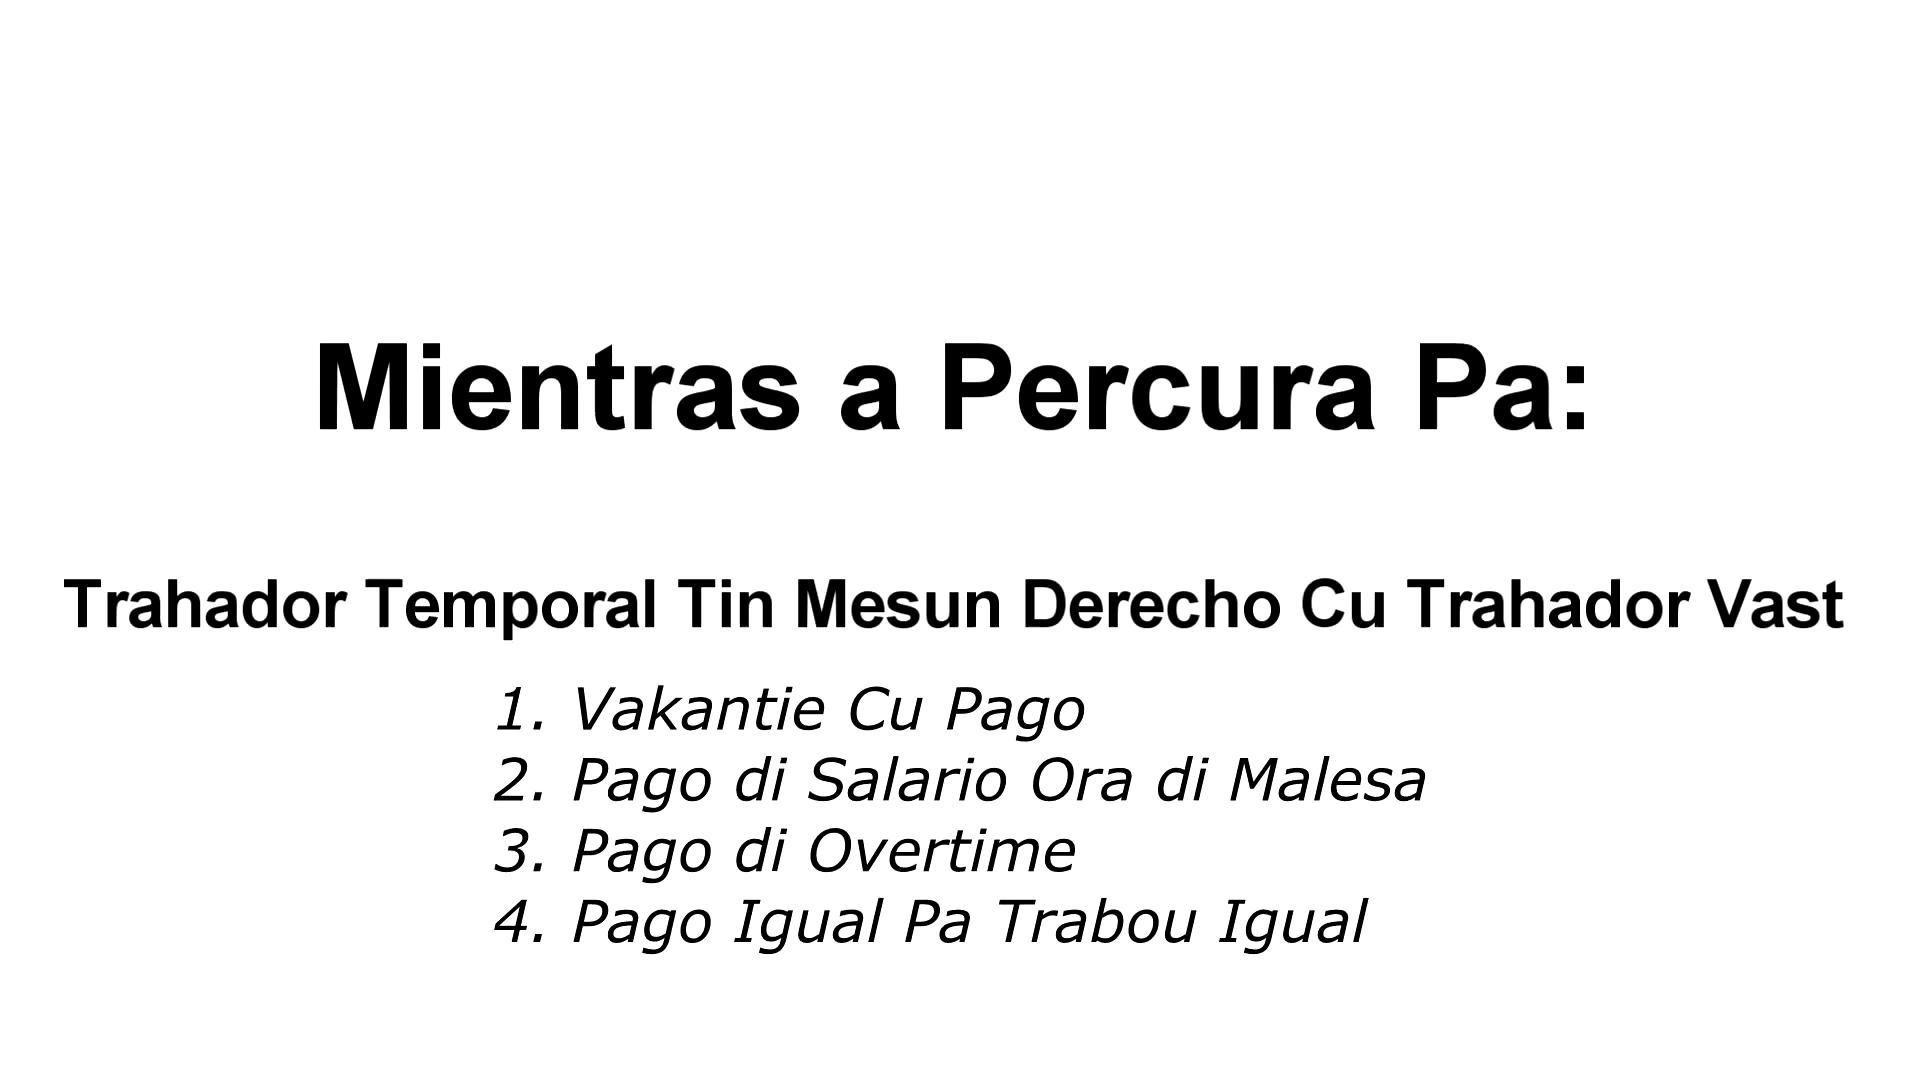 Mientras a Percura Pa:
Trahador Temporal Tin Mesun Derecho Cu Trahador Vast
1. Vakantie Cu Pago
2. Pago di Salario Ora di Malesa
3. Pago di Overtime
4. Pago Igual Pa Trabou Igual